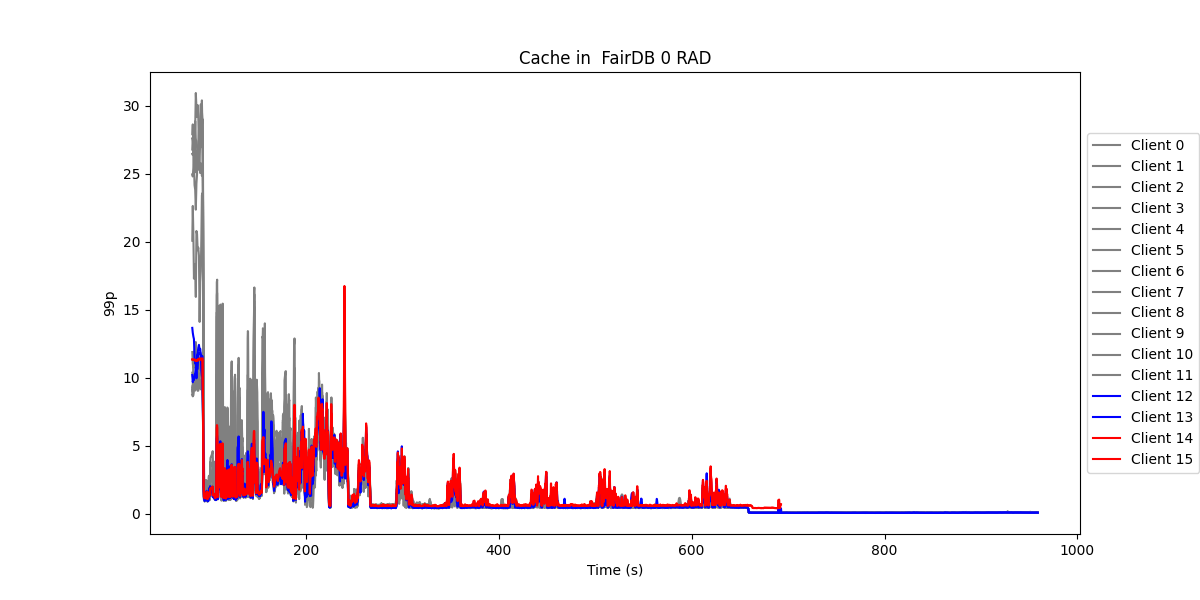 Cache in  FairDB 0 RAD
99p
30
25
20
15
10
5
0
200
400
600
800
1000
Time (s)
Client 0
Client 1
Client 2
Client 3
Client 4
Client 5
Client 6
Client 7
Client 8
Client 9
Client 10
Client 11
Client 12
Client 13
Client 14
Client 15